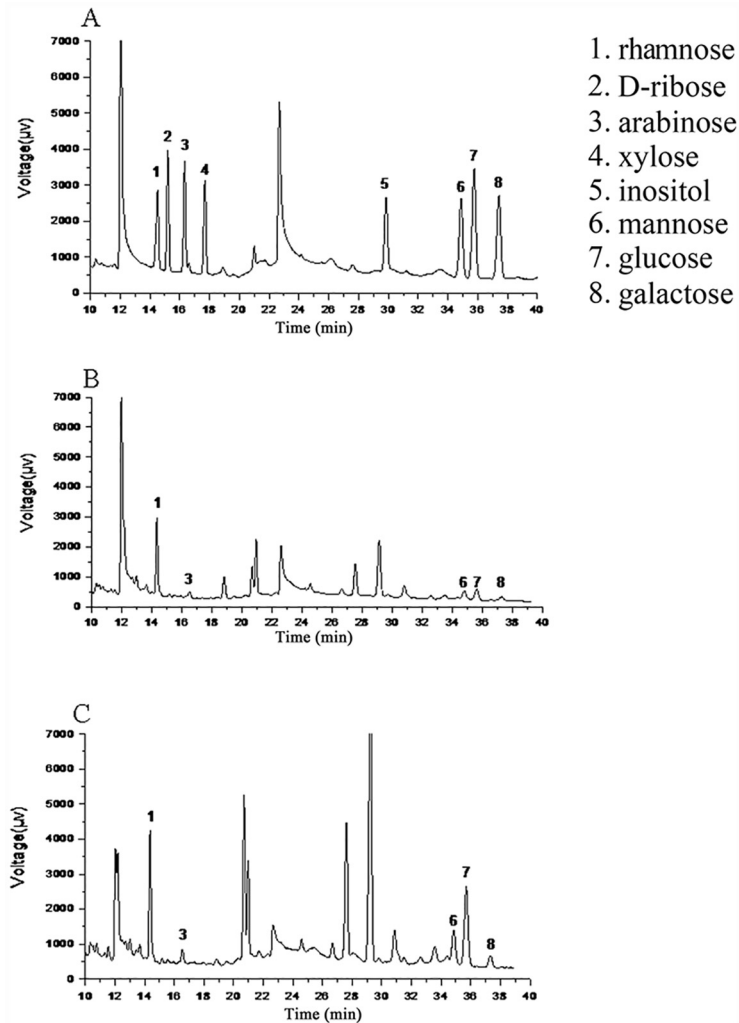 A
7000
6000
5000
4000
3000
2000
1000
0
Voltage(μv)
1 2 3 4 5 6 7 8
10 12 14 16 18 20 22 24 26 28 30 32 34 36 38 40
Time (min)
1. rhamnose
2. D-ribose
3. arabinose
4. xylose
5. inositol
6. mannose
7. glucose
8. galactose
B
7000
6000
5000
4000
3000
2000
1000
0
Voltage(μv)
1 3 6 7 8
10 12 14 16 18 20 22 24 26 28 30 32 34 36 38 40
Time (min)
C
7000
6000
5000
4000
3000
2000
1000
0
Voltage(μv)
1 3 6 7 8
10 12 14 16 18 20 22 24 26 28 30 32 34 36 38 40
Time (min)